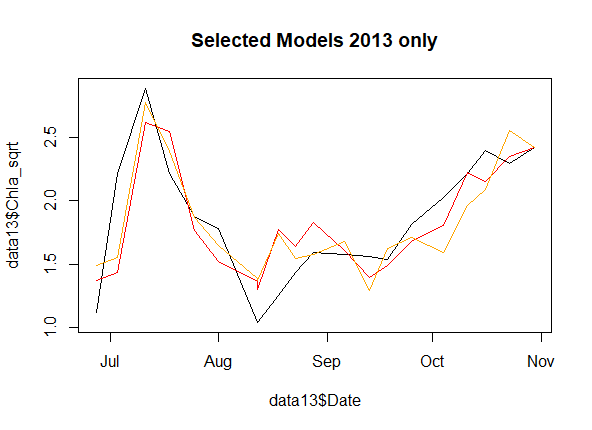 Selected Models 2013 only
data13$Chla_sqrt
2.5
2.0
1.5
1.0
Jul Aug Sep Oct Nov
data13$Date